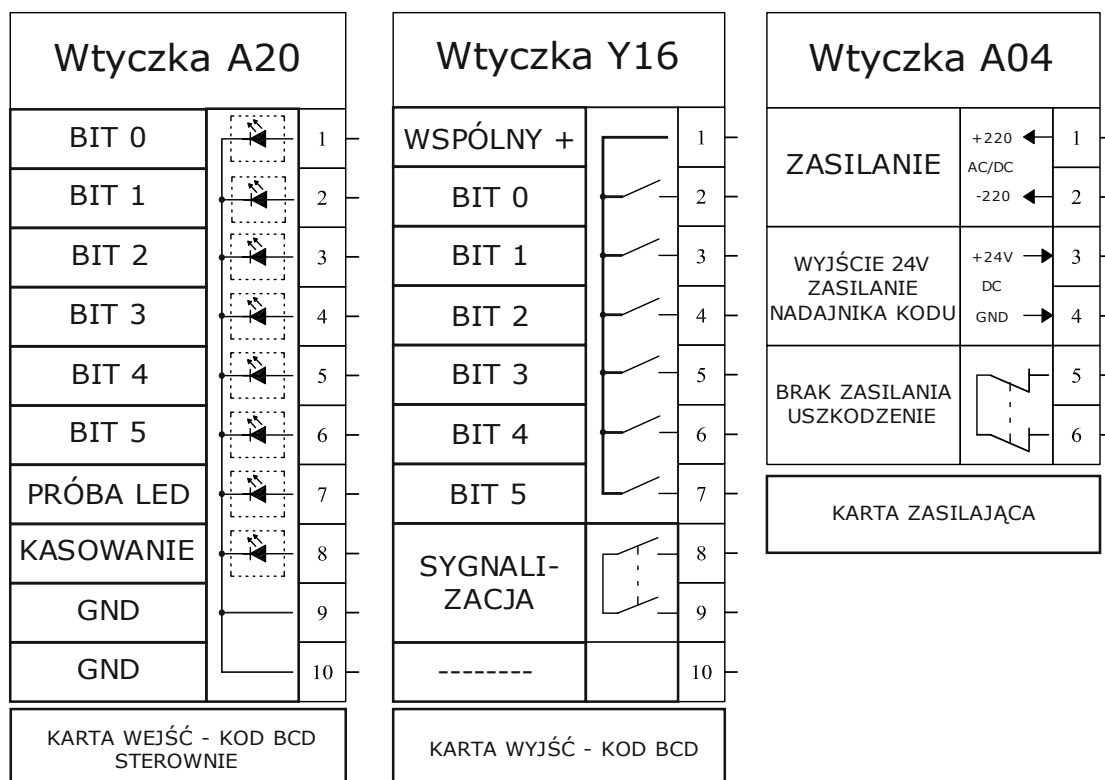 Wtyczka A20
BIT 0
1
BIT 1
2
BIT 2
3
BIT 3
4
BIT 4
5
BIT 5
6
PRÓBA LED
7
KASOWANIE
8
GND
9
GND
10
KARTA WEJŚĆ - KOD BCD
STEROWNIE
Wtyczka Y16
WSPÓLNY +
1
BIT 0
2
BIT 1
3
BIT 2
4
BIT 3
5
BIT 4
6
BIT 5
7
SYGNALI-
ZACJA
8
9
--------
10
KARTA WYJŚĆ - KOD BCD
Wtyczka A04
ZASILANIE
+220
AC/DC
-220
1
2
WYJŚCIE 24V
ZASILANIE
NADAJNIKA KODU
+24V
DC
GND
3
4
BRAK ZASILANIA
USZKODZENIE
5
6
KARTA ZASILAJĄCA